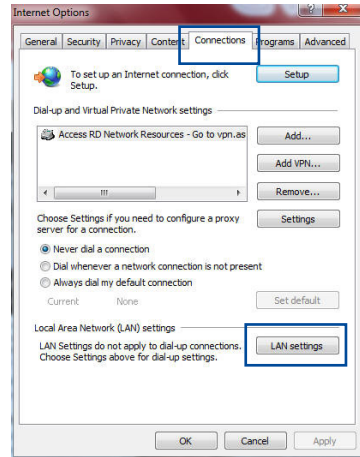 Internet Options
General Security Privacy Content Connections Programs Advanced
To set up an Internet connection, click
Setup.
Setup
Dial-up and Virtual Private Network settings
Access RD Network Resources - Go to vpn.as
Add...
Add VPN...
Remove...
Choose Settings if you need to configure a proxy
server for a connection.
Settings
Never dial a connection
Dial whenever a network connection is not present
Always dial my default connection
Current None
Set default
Local Area Network (LAN) settings
LAN Settings do not apply to dial-up connections.
Choose Settings above for dial-up settings.
LAN settings
OK Cancel Apply